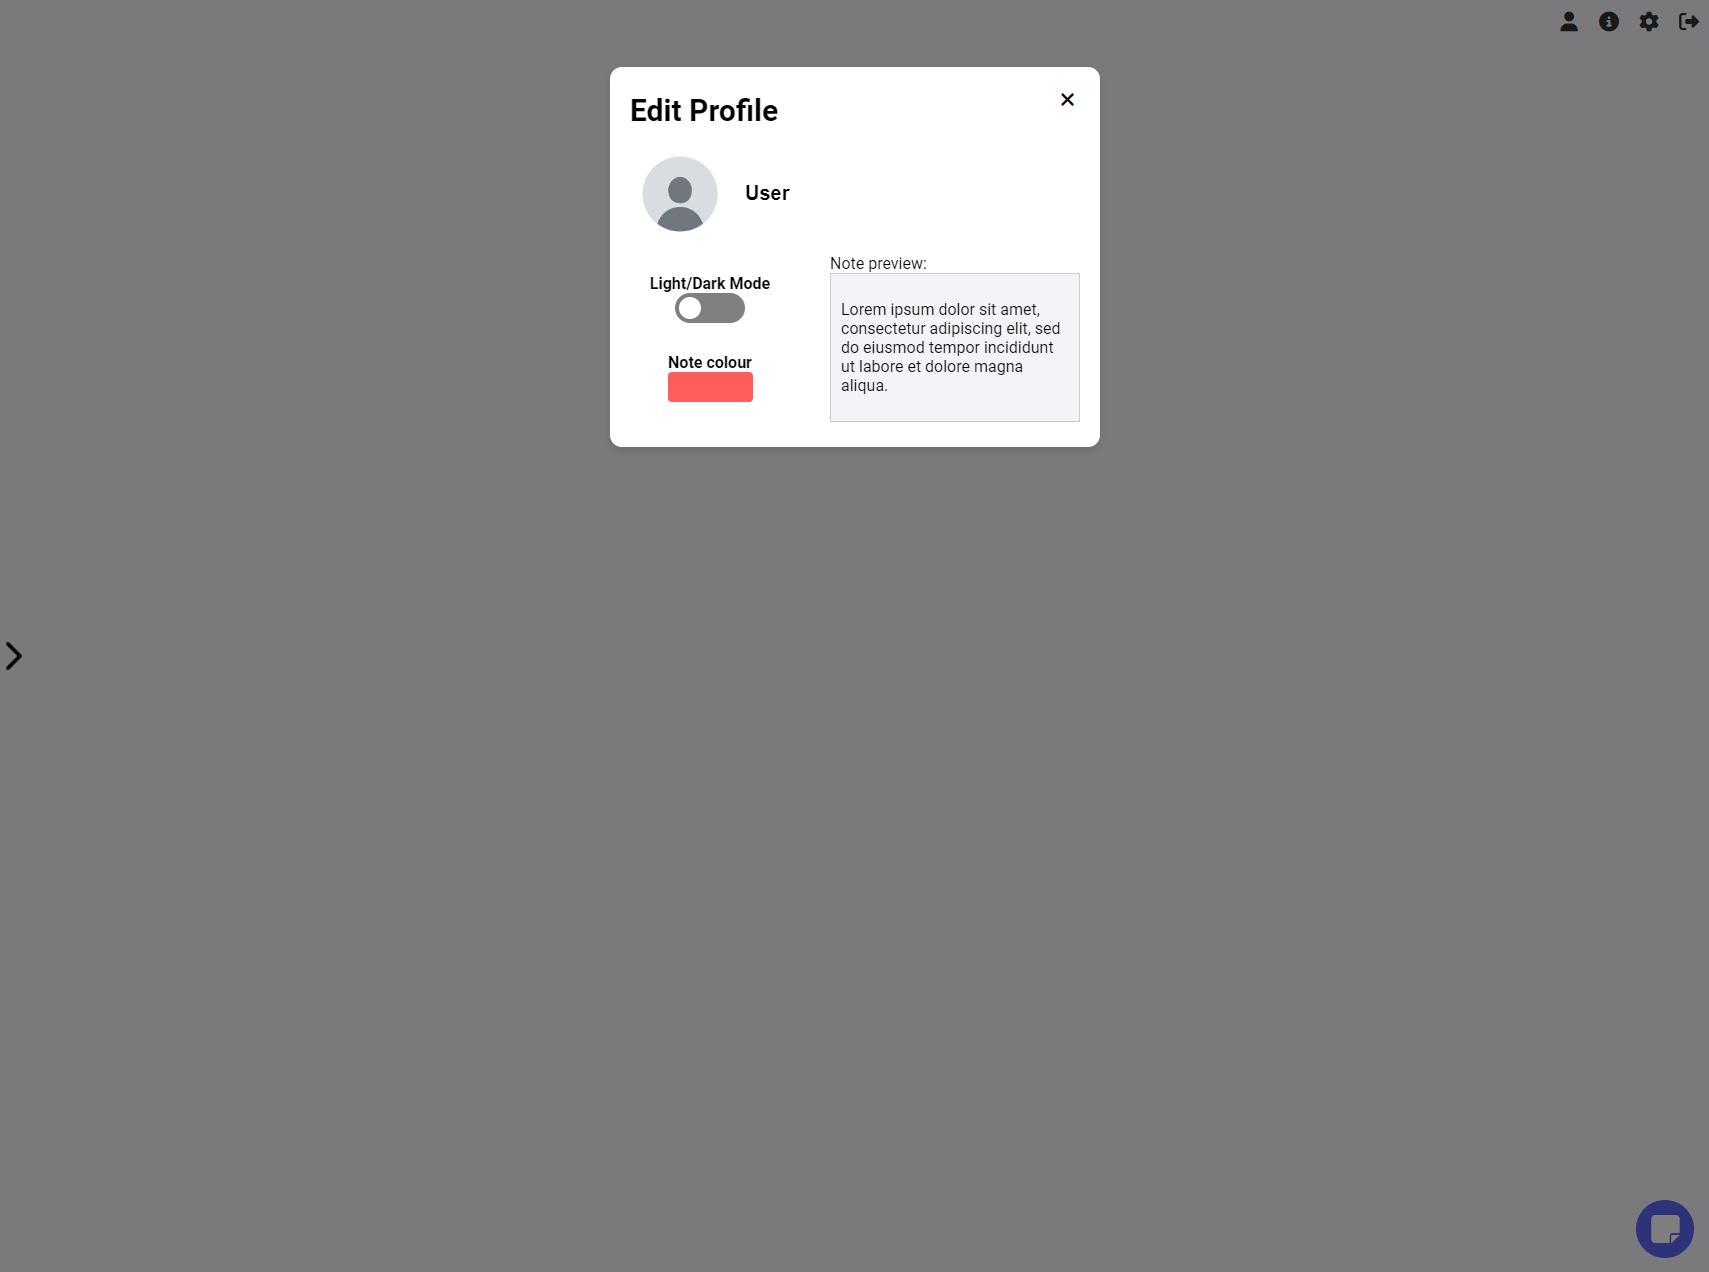 Edit Profile
User
Note preview:
Light/Dark Mode
Lorem ipsum dolor sit amet,
consectetur adipiscing elit, sed
do eiusmod tempor incididunt
ut labore et dolore magna
aliqua.
Note colour